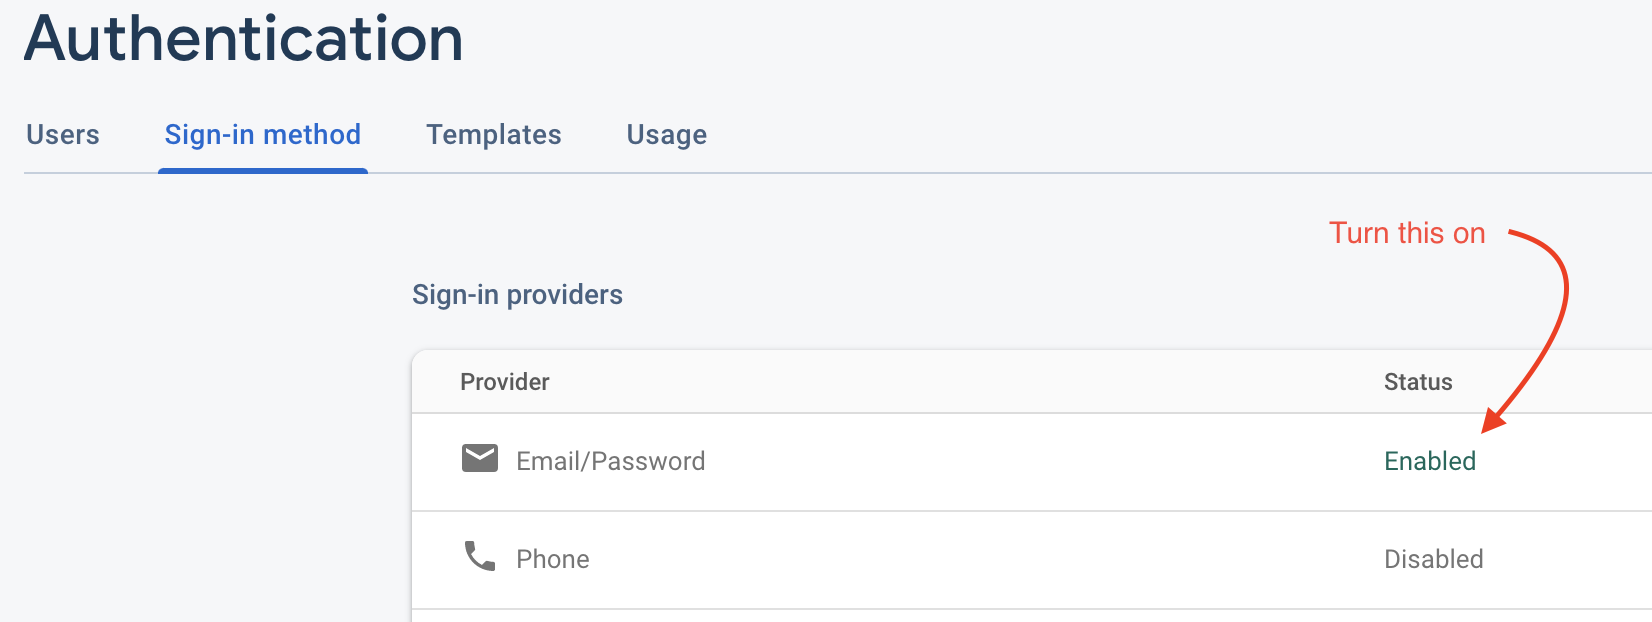 Authentication
Users Sign-in method Templates Usage
Turn this on
Sign-in providers
Provider Status
Email/Password Enabled
Phone Disabled